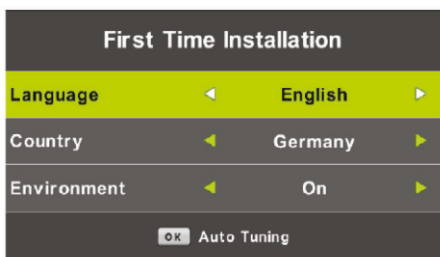 First Time Installation
Language English
Country Germany
Environment On
OK Auto Tuning